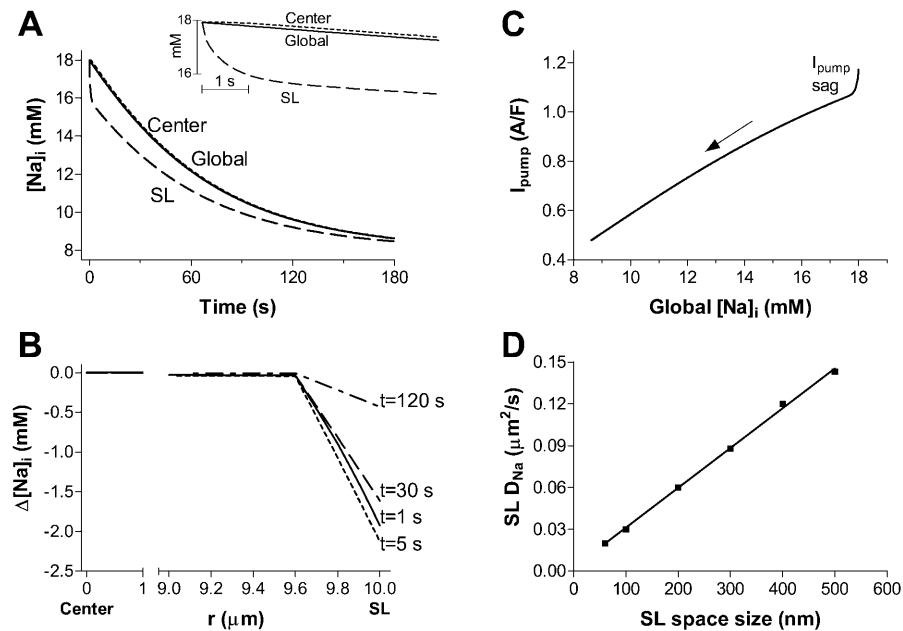 A
18
16
14
12
10
8
[Na]i (mM)
0 60 120 180
Time (s)
Center
Global
SL
18
16
mM
1 s
Center
Global
SL
C
1.2
1.0
0.8
0.6
0.4
Ipump (A/F)
8 10 12 14 16 18
Global [Na]i (mM)
Ipump
sag
B
0.0
-0.5
-1.0
-1.5
-2.0
-2.5
Δ[Na]i (mM)
t=120 s
t=30 s
t=1 s
t=5 s
0 1 9.0 9.2 9.4 9.6 9.8 10.0
Center SL
r (μm)
D
0.15
0.12
0.09
0.06
0.03
0.00
SL DNa (μm2/s)
0 100 200 300 400 500 600
SL space size (nm)